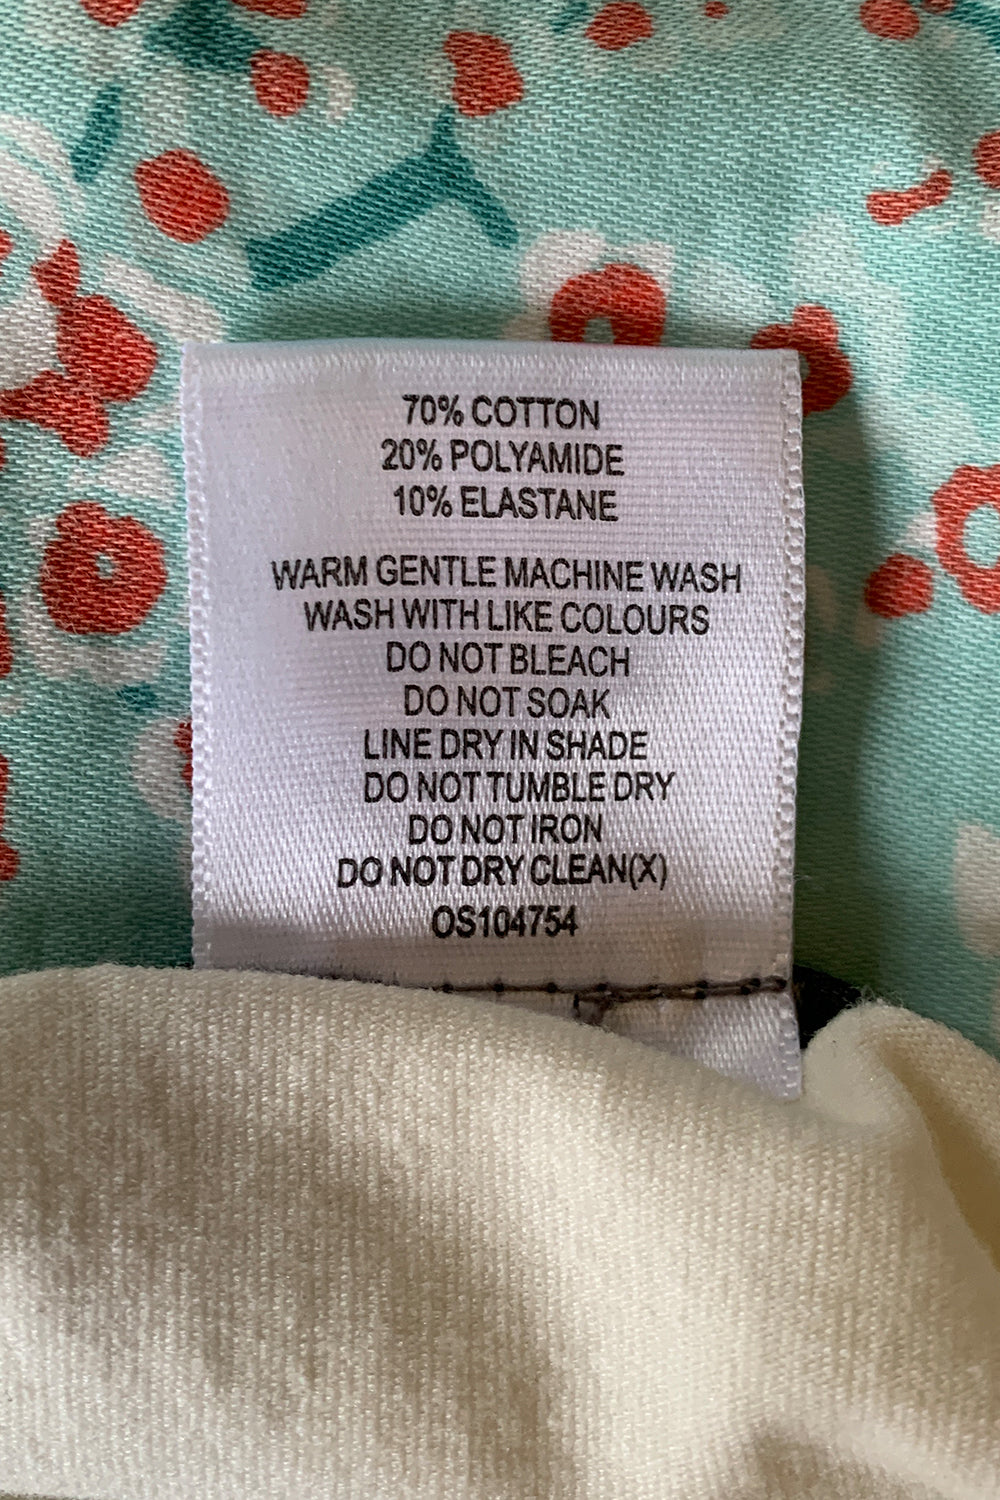 70% COTTON
20% POLYAMIDE
10% ELASTANE
WARM GENTLE MACHINE WASH
WASH WITH LIKE COLOURS
DO NOT BLEACH
DO NOT SOAK
LINE DRY IN SHADE
DO NOT TUMBLE DRY
DO NOT IRON
DO NOT DRY CLEAN(X)
OS104754